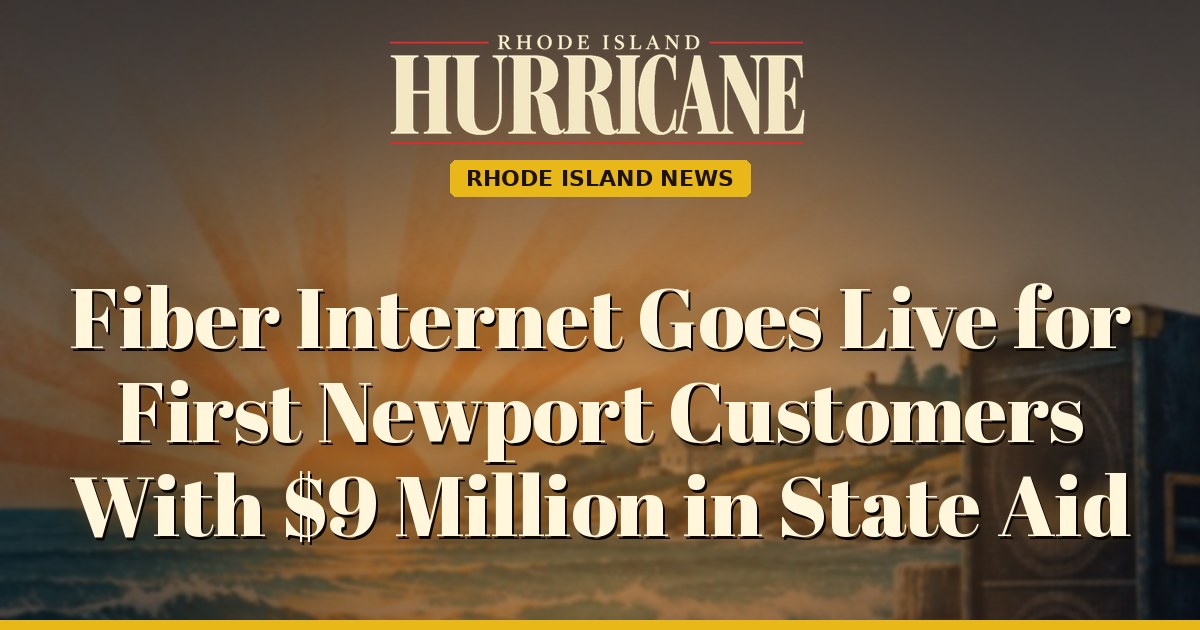 RHODE ISLAND
HURRICANE
RHODE ISLAND NEWS
Fiber Internet Goes Live for
First Newport Customers
With $9 Million in State Aid